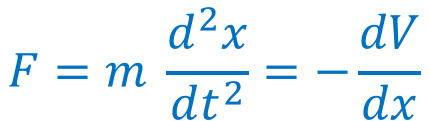 F = m d²x/dt² = − dV/dx